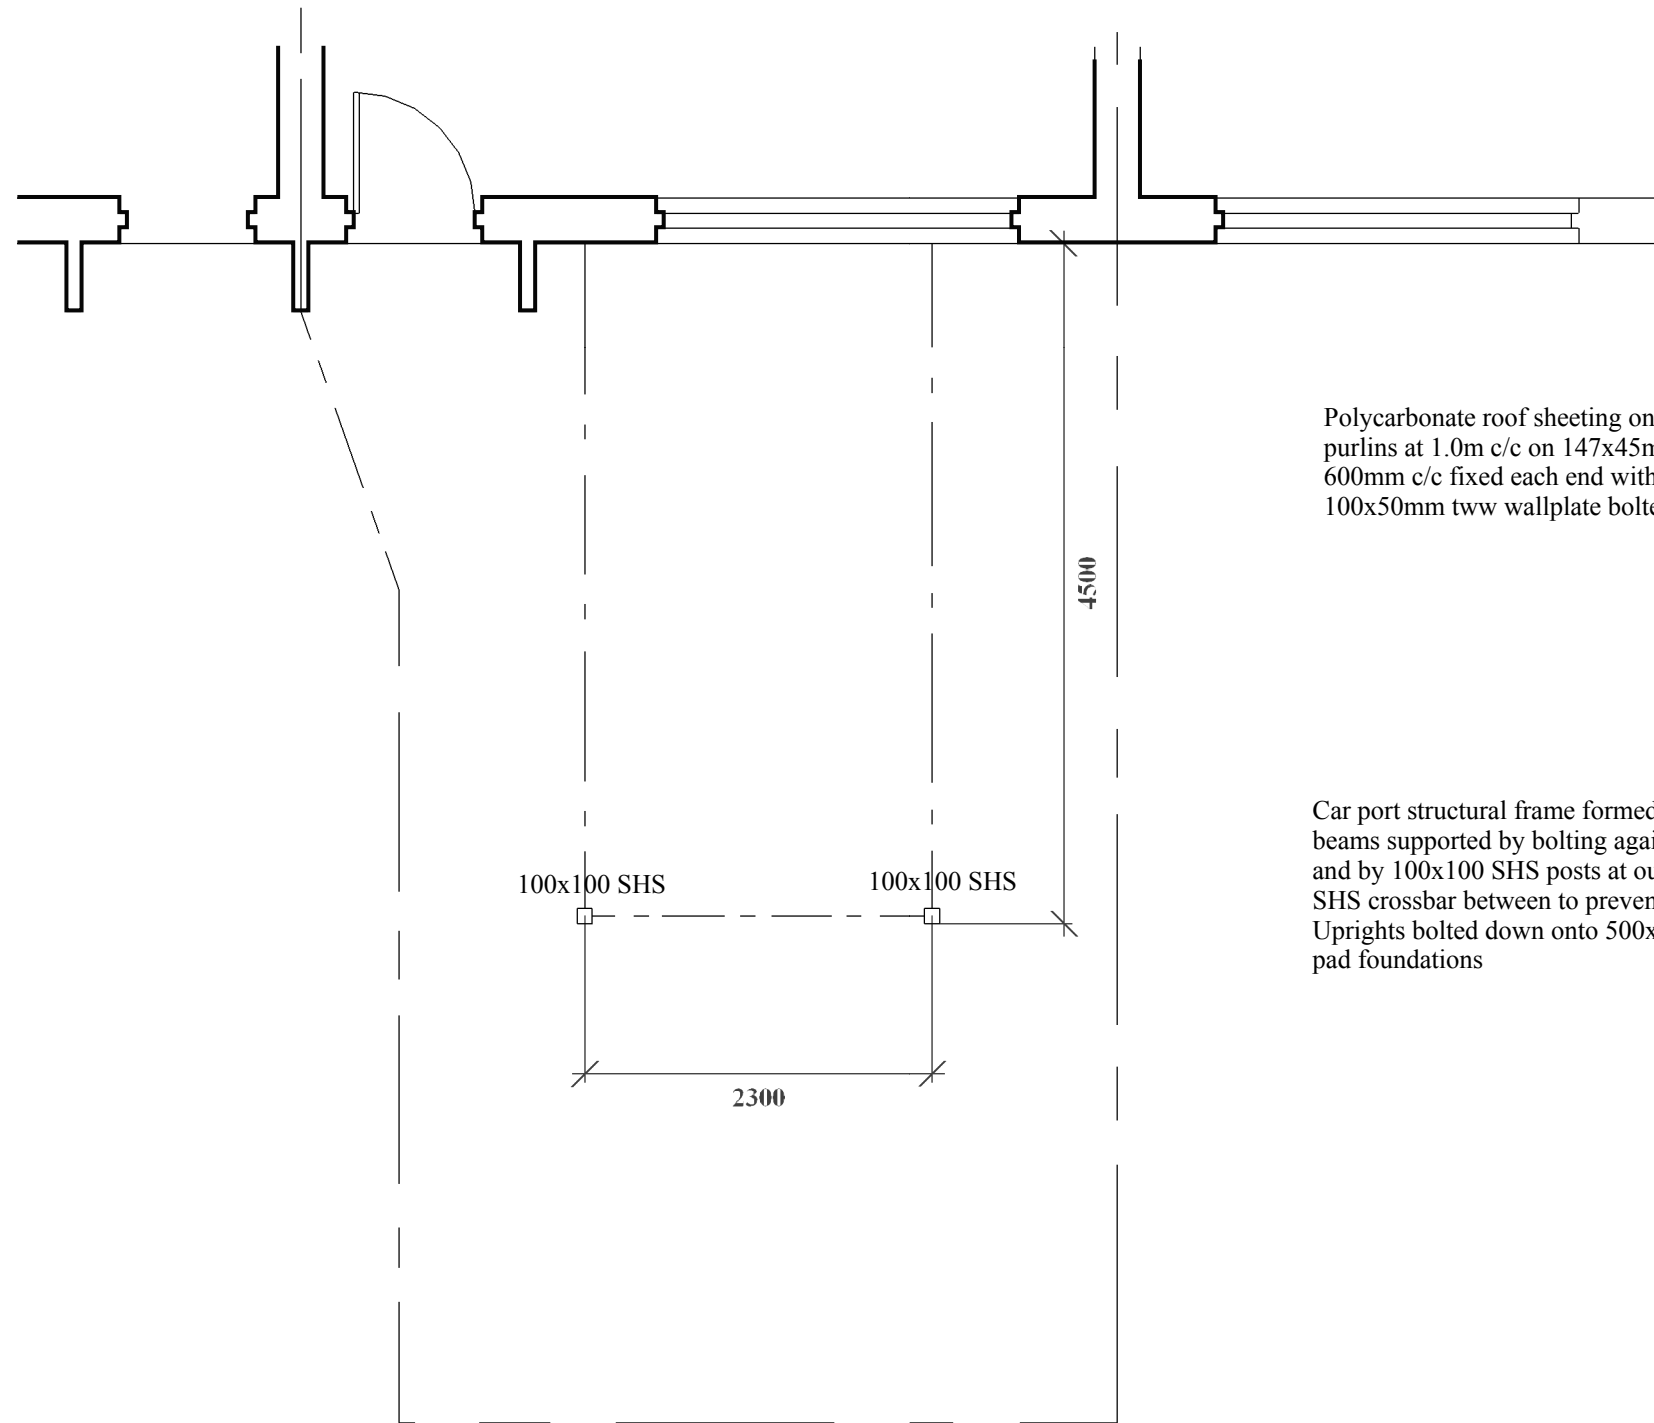 Polycarbonate roof sheeting on
purlins at 1.0m c/c on 147x45m
600mm c/c fixed each end with
100x50mm tww wallplate bolte
4500
Car port structural frame formed
beams supported by bolting agai
and by 100x100 SHS posts at ou
SHS crossbar between to preven
Uprights bolted down onto 500x
pad foundations
100x100 SHS
100x100 SHS
2300